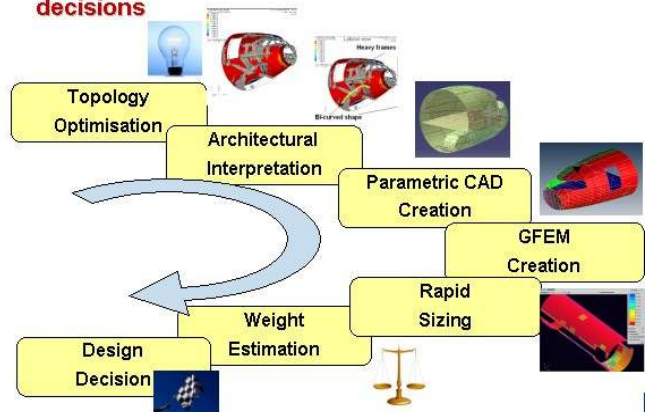 decisions
Heavy frames
Bi-curved shape
Topology
Optimisation
Architectural
Interpretation
Parametric CAD
Creation
GFEM
Creation
Rapid
Sizing
Weight
Estimation
Design
Decision